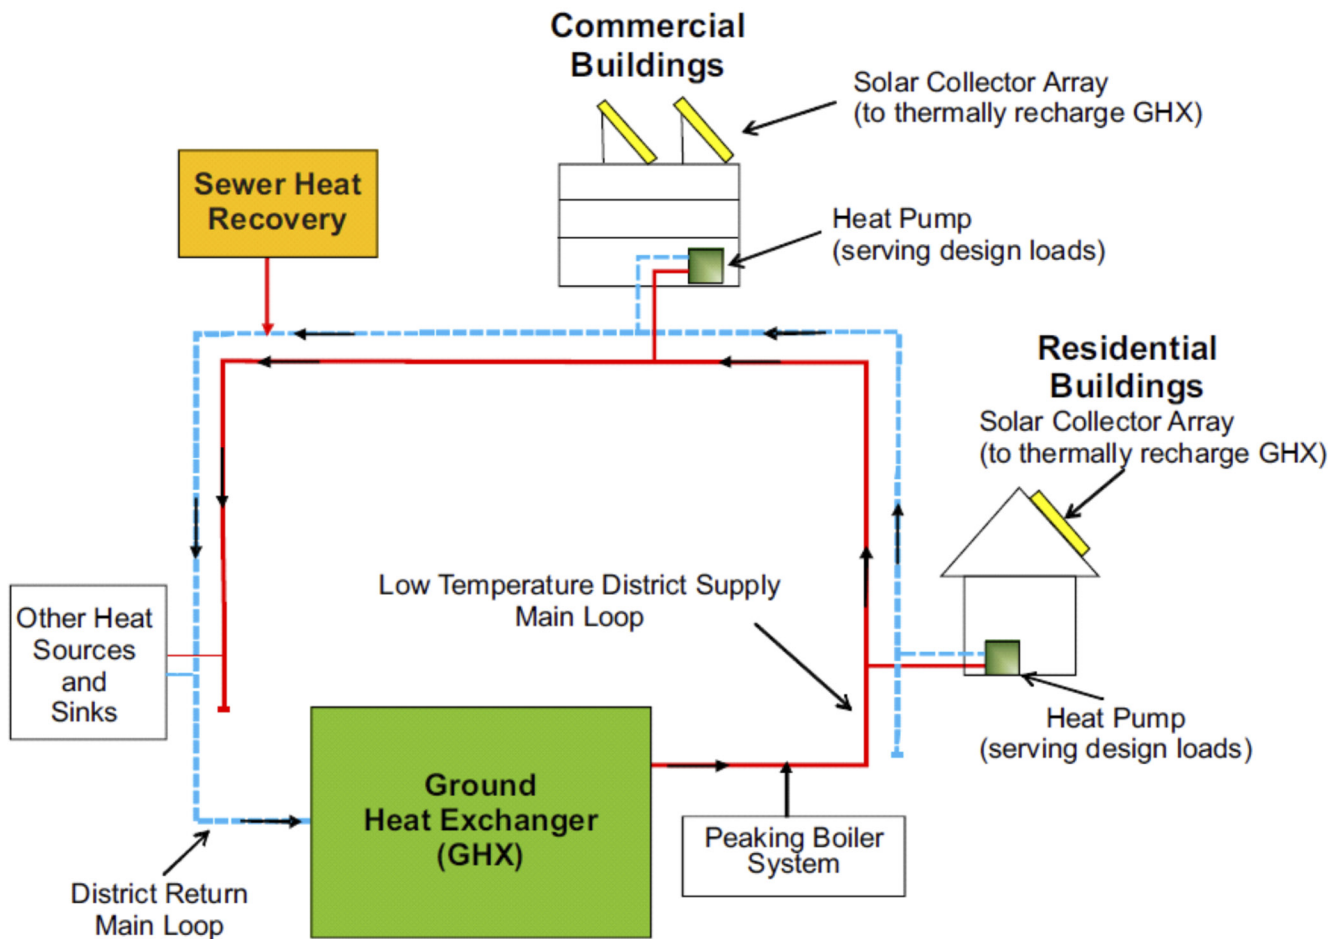 Commercial
Buildings
Solar Collector Array
(to thermally recharge GHX)
Sewer Heat
Recovery
Heat Pump
(serving design loads)
Residential
Buildings
Solar Collector Array
(to thermally recharge GHX)
Low Temperature District Supply
Main Loop
Other Heat
Sources
and
Sinks
Heat Pump
(serving design loads)
Ground
Heat Exchanger
(GHX)
Peaking Boiler
System
District Return
Main Loop